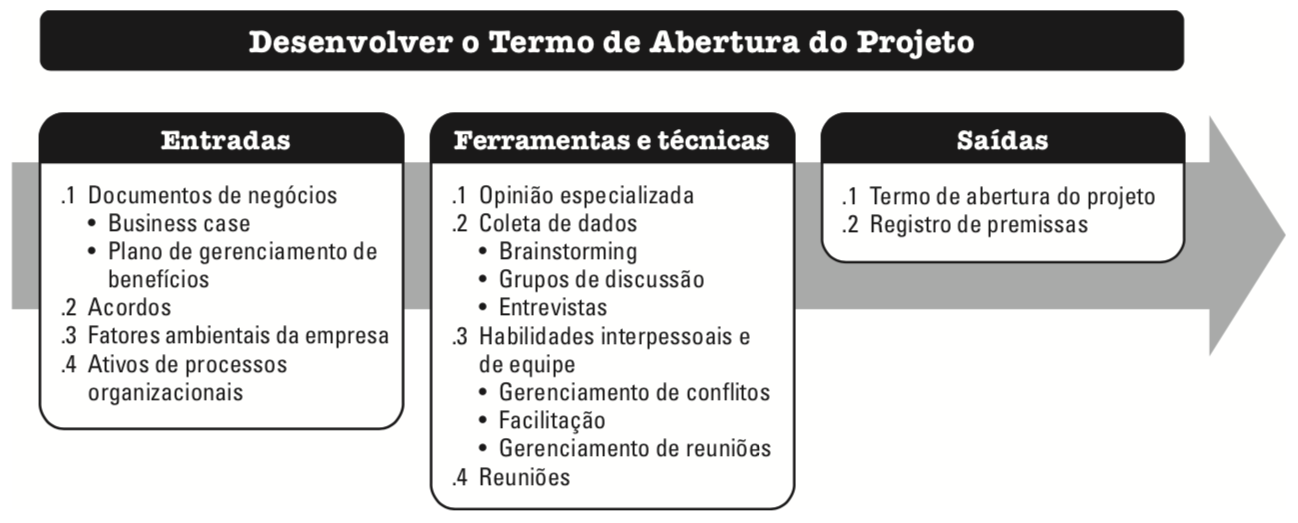 Desenvolver o Termo de Abertura do Projeto
Entradas
.1 Documentos de negócios
• Business case
• Plano de gerenciamento de
benefícios
.2 Acordos
.3 Fatores ambientais da empresa
.4 Ativos de processos
organizacionais
Ferramentas e técnicas
.1 Opinião especializada
.2 Coleta de dados
• Brainstorming
• Grupos de discussão
• Entrevistas
.3 Habilidades interpessoais e
de equipe
• Gerenciamento de conflitos
• Facilitação
• Gerenciamento de reuniões
.4 Reuniões
Saídas
.1 Termo de abertura do projeto
.2 Registro de premissas